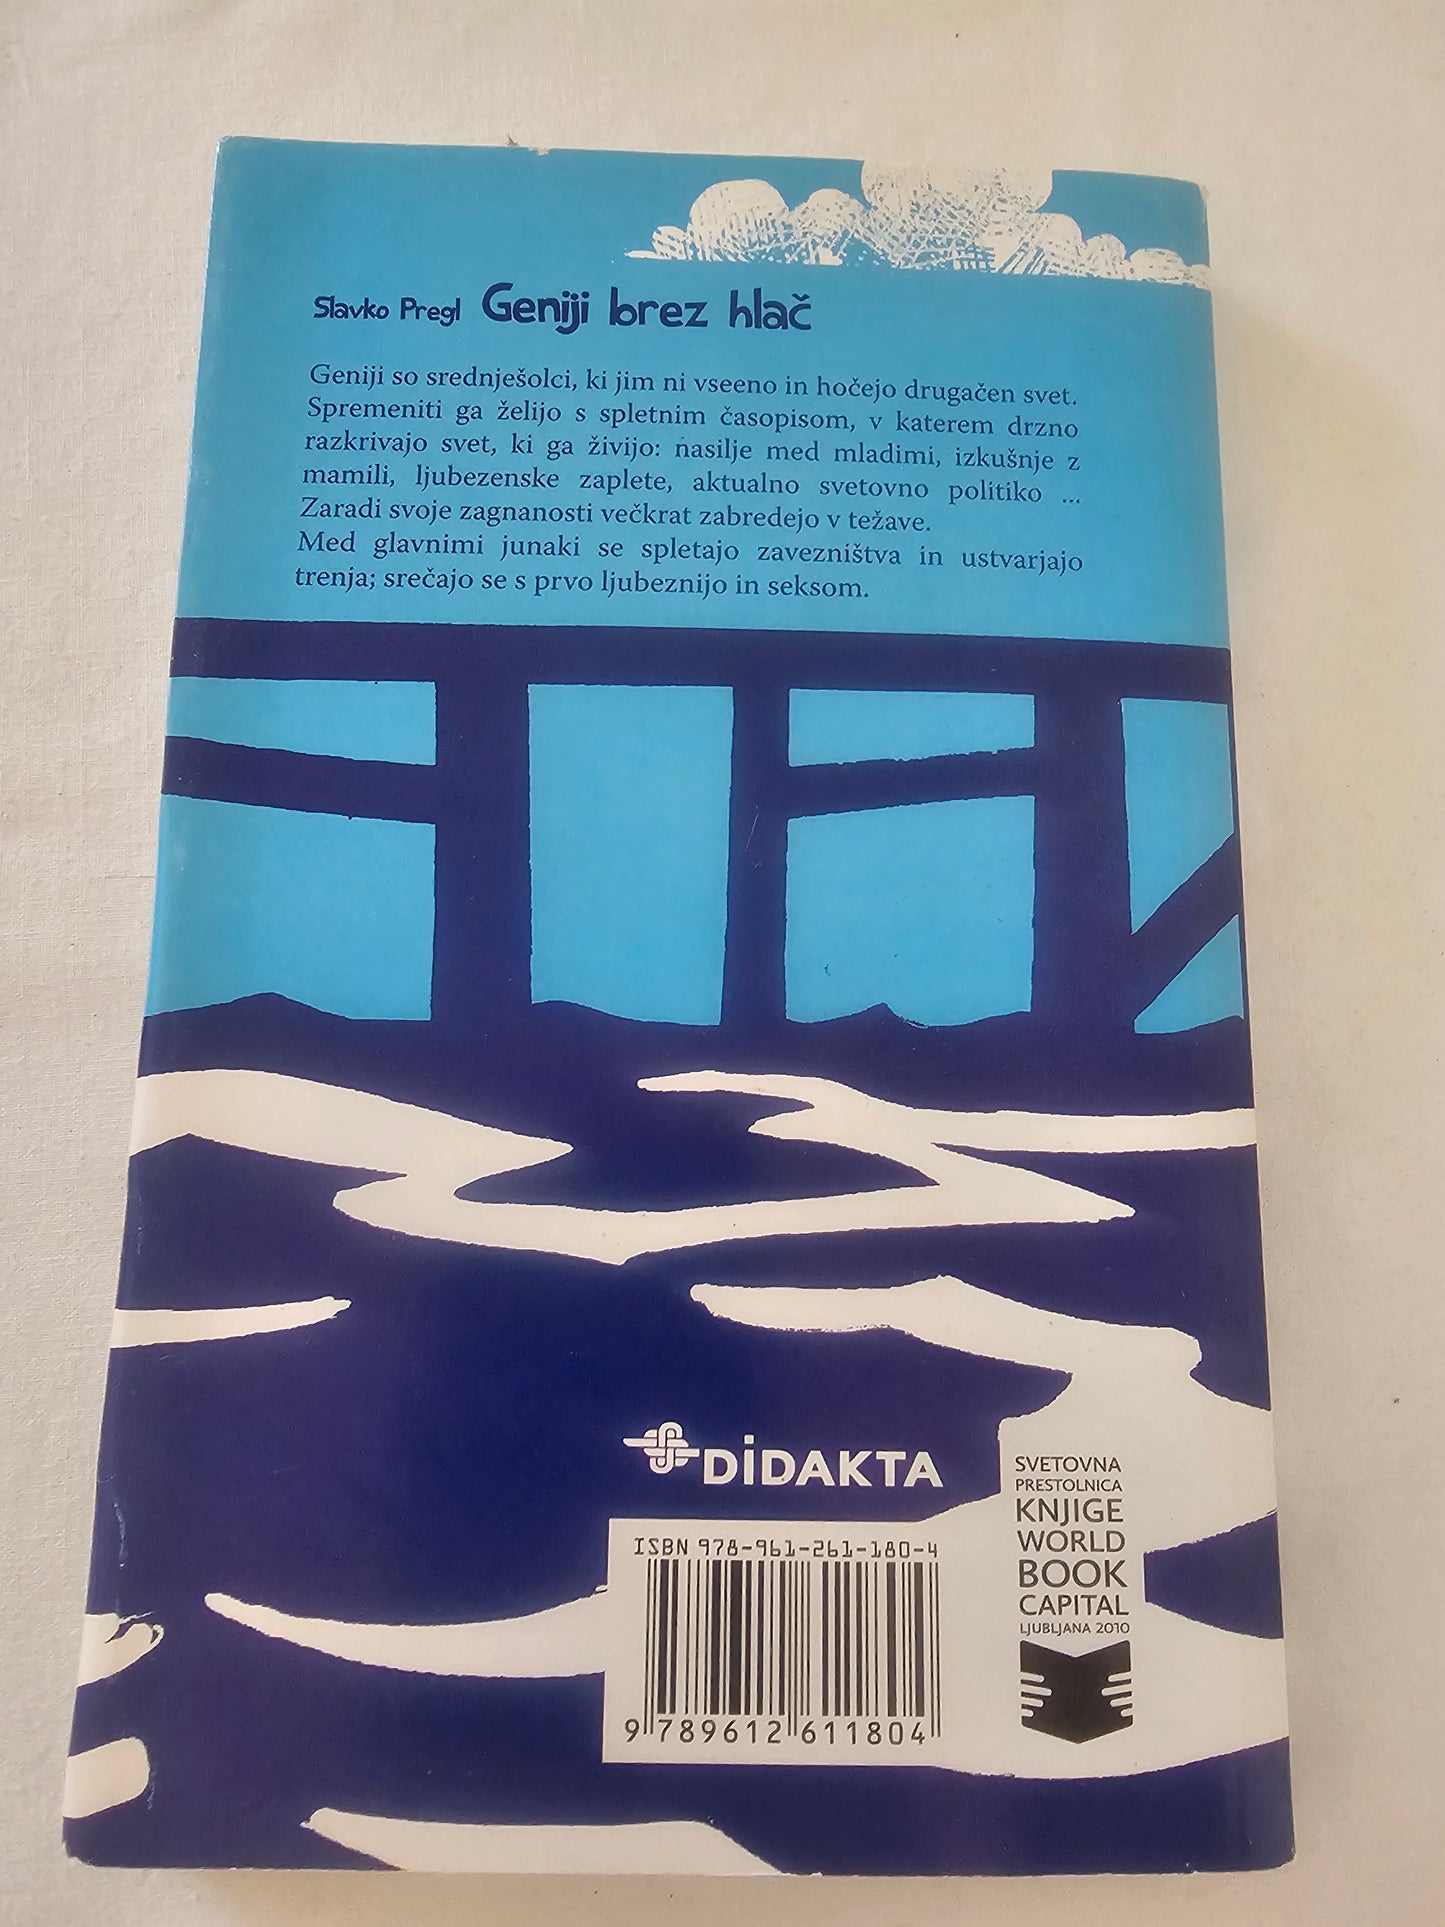 Slavko Pregl Geniji brez hlač
Geniji so srednješolci, ki jim ni vseeno in hočejo drugačen svet.
Spremeniti ga želijo s spletnim časopisom, v katerem drzno
razkrivajo svet, ki ga živijo: nasilje med mladimi, izkušnje z
mamili, ljubezenske zaplete, aktualno svetovno politiko ...
Zaradi svoje zagnanosti večkrat zabredejo v težave.
Med glavnimi junaki se spletajo zavezništva in ustvarjajo
trenja; srečajo se s prvo ljubeznijo in seksom.
DiDAKTA
ISBN 978-961-261-180-4
9 789612 611804
SVETOVNA
PRESTOLNICA
KNJIGE
WORLD
BOOK
CAPITAL
LJUBLJANA 2010